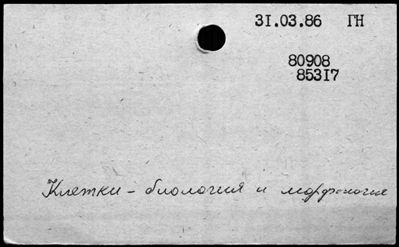 31.03.86 ГН
80908
85317
Клетки - биология и морфология